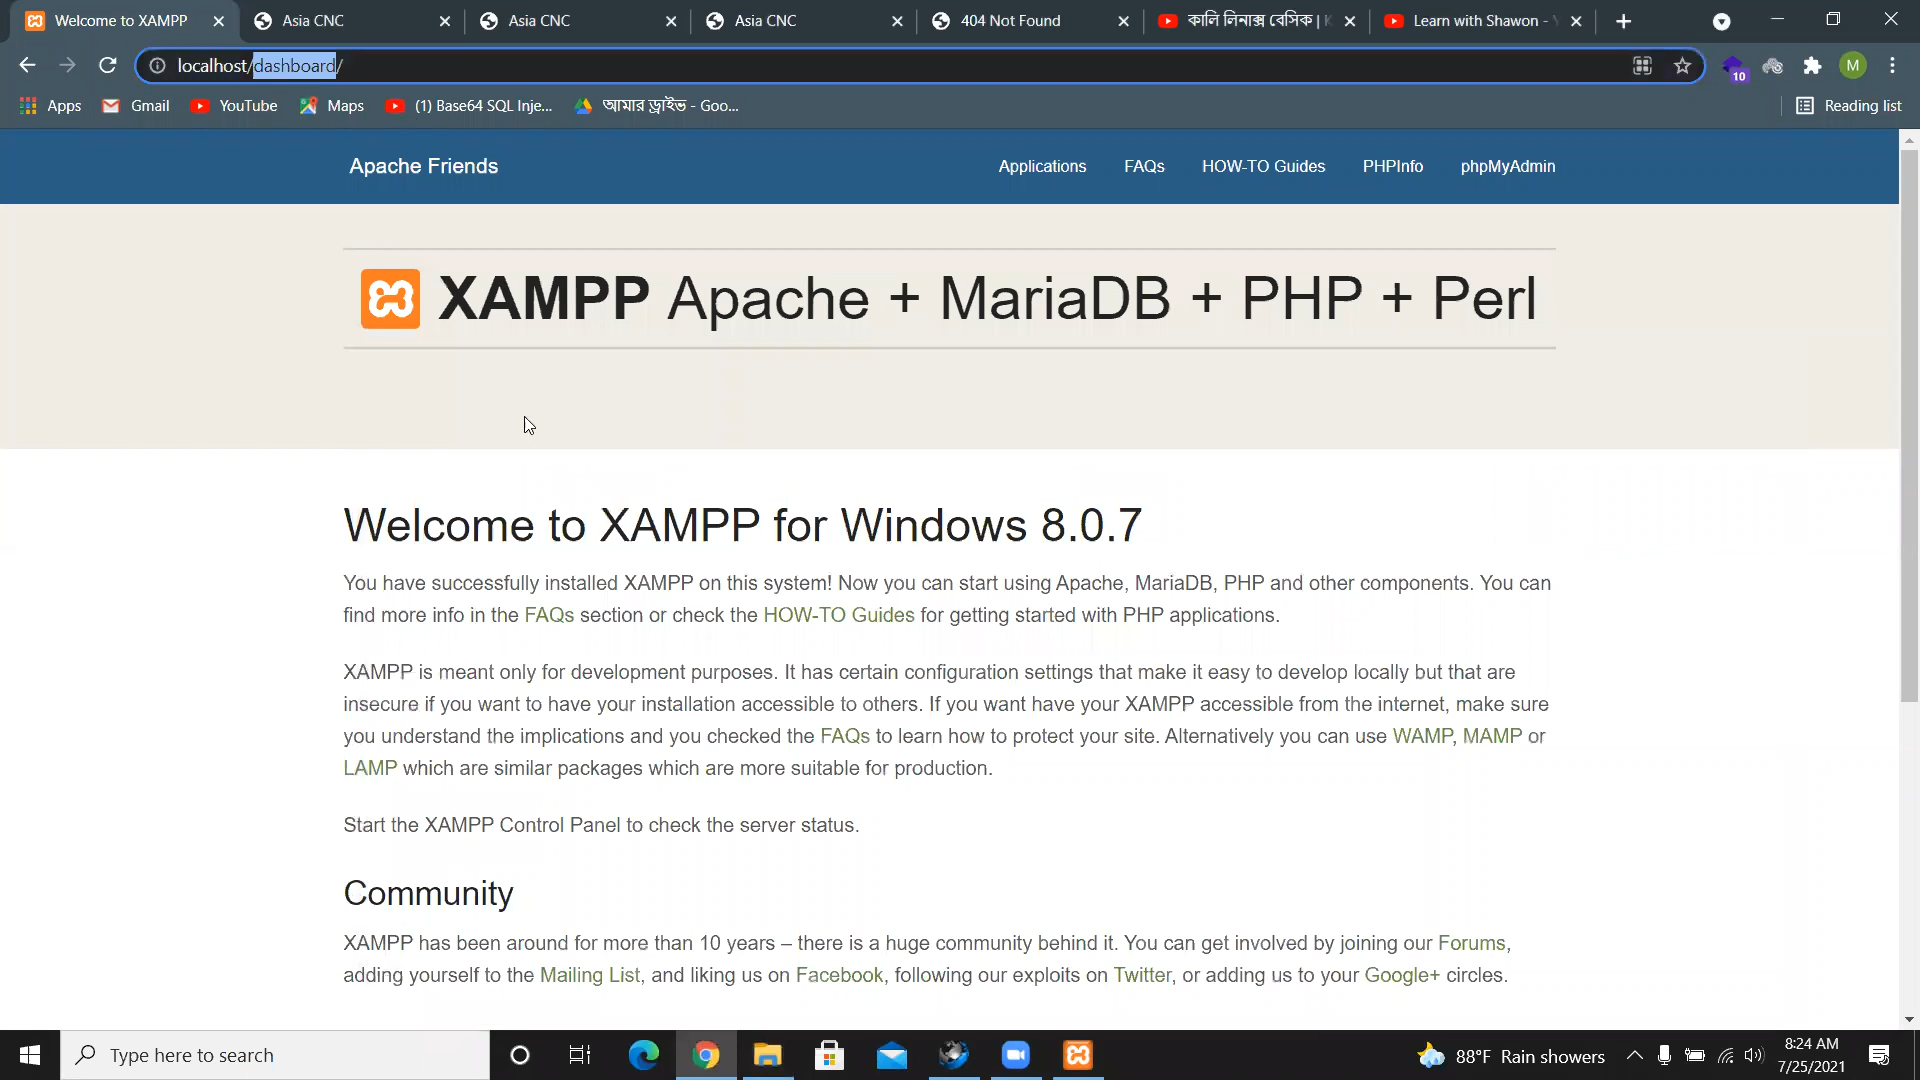 Welcome to XAMPP
Asia CNC
Asia CNC
Asia CNC
404 Not Found
কালি লিনাক্স বেসিক |
Learn with Shawon -
localhost/dashboard/
10
M
Apps
Gmail
YouTube
Maps
(1) Base64 SQL Inje...
আমার ড্রাইভ - Goo...
Reading list
Apache Friends
Applications
FAQs
HOW-TO Guides
PHPInfo
phpMyAdmin
XAMPP Apache + MariaDB + PHP + Perl
Welcome to XAMPP for Windows 8.0.7
You have successfully installed XAMPP on this system! Now you can start using Apache, MariaDB, PHP and other components. You can
find more info in the FAQs section or check the HOW-TO Guides for getting started with PHP applications.
XAMPP is meant only for development purposes. It has certain configuration settings that make it easy to develop locally but that are
insecure if you want to have your installation accessible to others. If you want have your XAMPP accessible from the internet, make sure
you understand the implications and you checked the FAQs to learn how to protect your site. Alternatively you can use WAMP, MAMP or
LAMP which are similar packages which are more suitable for production.
Start the XAMPP Control Panel to check the server status.
Community
XAMPP has been around for more than 10 years – there is a huge community behind it. You can get involved by joining our Forums,
adding yourself to the Mailing List, and liking us on Facebook, following our exploits on Twitter, or adding us to your Google+ circles.
Type here to search
88°F Rain showers
8:24 AM
7/25/2021